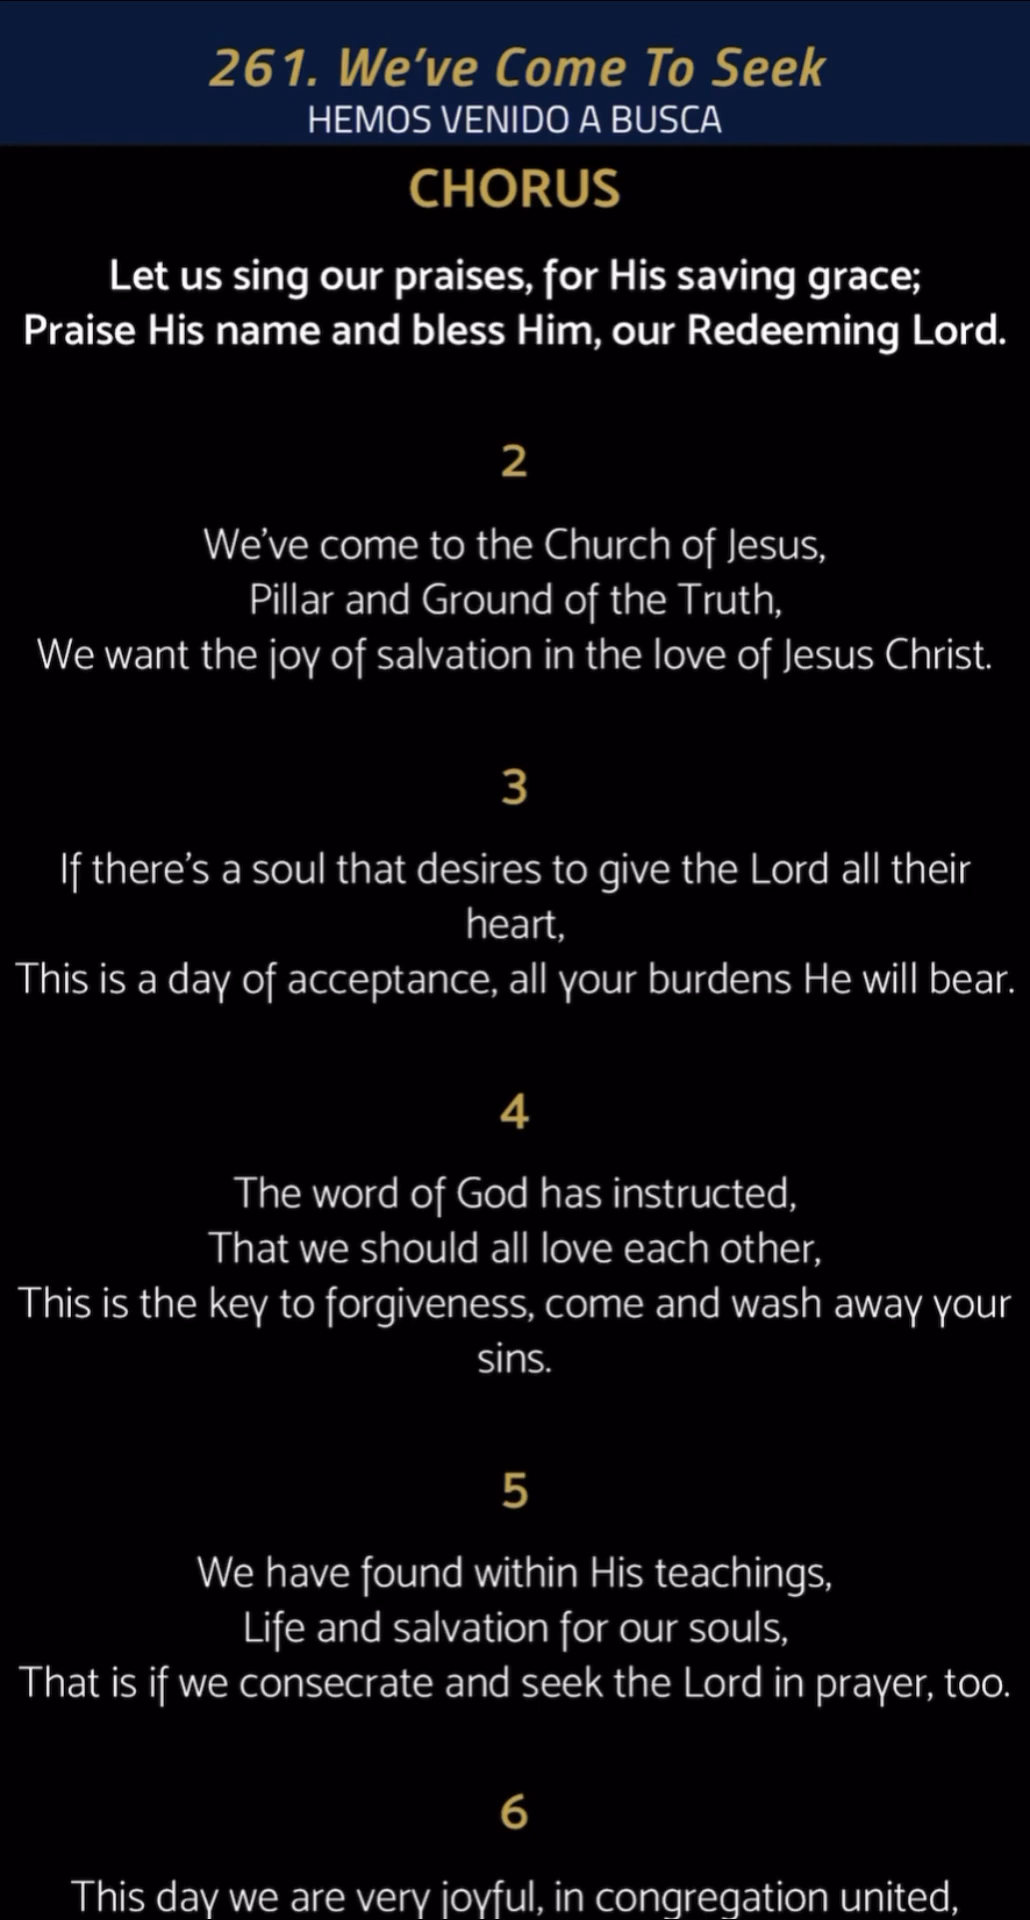 261. We've Come To Seek
HEMOS VENIDO A BUSCA
CHORUS
Let us sing our praises, for His saving grace;
Praise His name and bless Him, our Redeeming Lord.
2
We've come to the Church of Jesus,
Pillar and Ground of the Truth,
We want the joy of salvation in the love of Jesus Christ.
3
If there's a soul that desires to give the Lord all their
heart,
This is a day of acceptance, all your burdens He will bear.
4
The word of God has instructed,
That we should all love each other,
This is the key to forgiveness, come and wash away your
sins.
5
We have found within His teachings,
Life and salvation for our souls,
That is if we consecrate and seek the Lord in prayer, too.
6
This day we are very joyful, in congregation united,